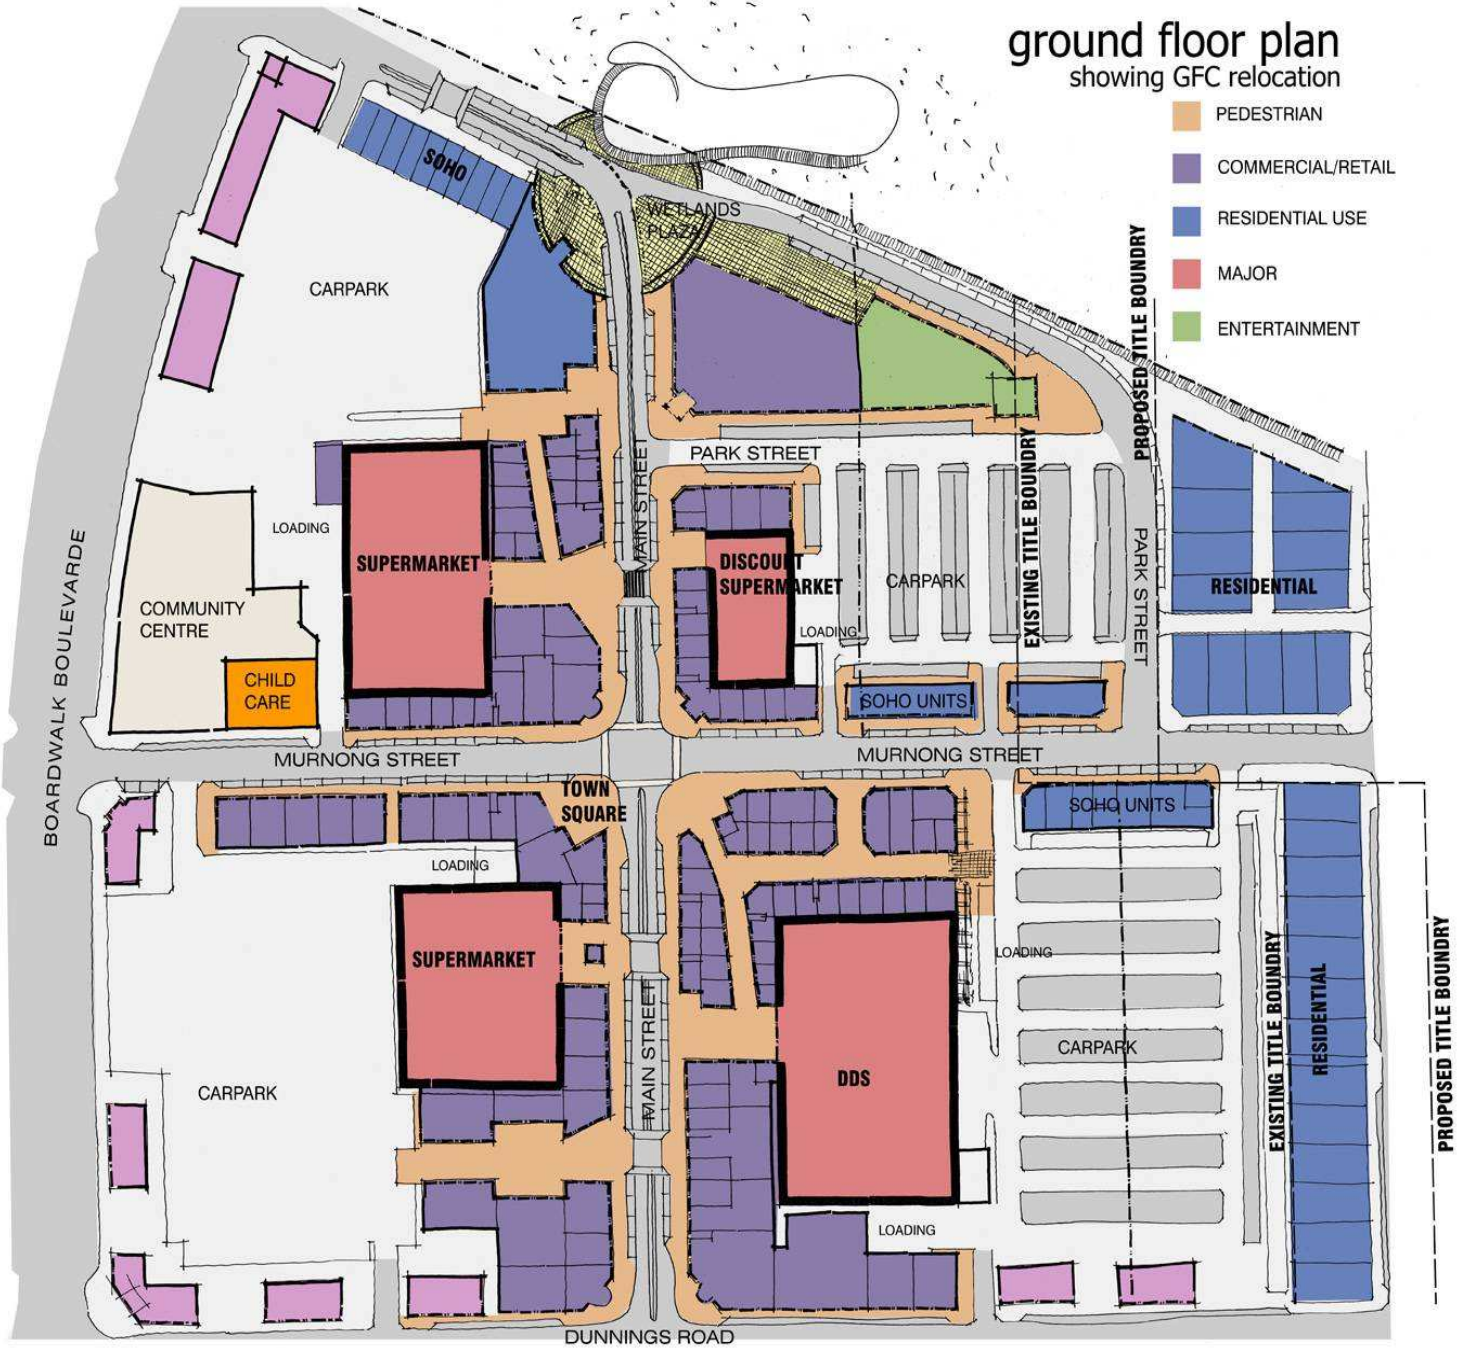 ground floor plan
showing GFC relocation
PEDESTRIAN
COMMERCIAL/RETAIL
RESIDENTIAL USE
MAJOR
ENTERTAINMENT
SOHO
WETLANDS
PLAZA
CARPARK
PROPOSED TITLE BOUNDRY
MAIN STREET
PARK STREET
EXISTING TITLE BOUNDRY
LOADING
SUPERMARKET
DISCOUNT
SUPERMARKET
CARPARK
PARK STREET
RESIDENTIAL
BOARDWALK BOULEVARDE
COMMUNITY
CENTRE
LOADING
CHILD
CARE
SOHO UNITS
MURNONG STREET
MURNONG STREET
TOWN
SQUARE
SOHO UNITS
LOADING
SUPERMARKET
LOADING
MAIN STREET
DDS
CARPARK
EXISTING TITLE BOUNDRY
RESIDENTIAL
PROPOSED TITLE BOUNDRY
CARPARK
LOADING
DUNNINGS ROAD